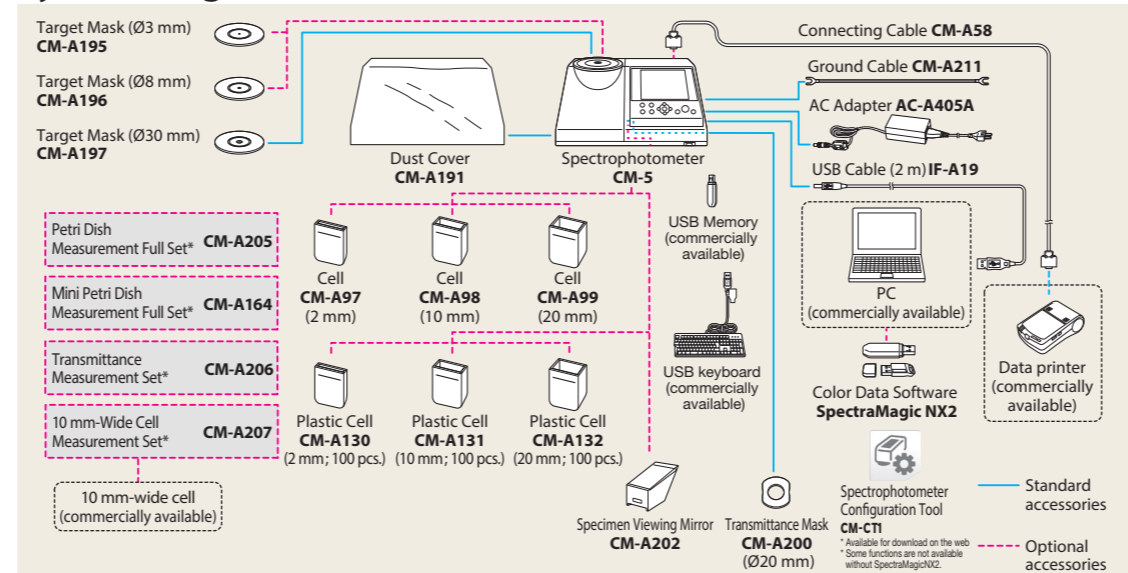 Target Mask (Ø3 mm)
CM-A195
Target Mask (Ø8 mm)
CM-A196
Target Mask (Ø30 mm)
CM-A197
Dust Cover
CM-A191
Spectrophotometer
CM-5
Connecting Cable CM-A58
Ground Cable CM-A211
AC Adapter AC-A405A
USB Cable (2 m) IF-A19
Petri Dish
Measurement Full Set* CM-A205
Mini Petri Dish
Measurement Full Set* CM-A164
Transmittance
Measurement Set* CM-A206
10 mm-Wide Cell
Measurement Set* CM-A207
10 mm-wide cell
(commercially available)
Cell
CM-A97
(2 mm)
Cell
CM-A98
(10 mm)
Cell
CM-A99
(20 mm)
Plastic Cell
CM-A130
(2 mm; 100 pcs.)
Plastic Cell
CM-A131
(10 mm; 100 pcs.)
Plastic Cell
CM-A132
(20 mm; 100 pcs.)
USB Memory
(commercially
available)
USB keyboard
(commercially
available)
PC
(commercially available)
Color Data Software
SpectraMagic NX2
Data printer
(commercially
available)
Specimen Viewing Mirror
CM-A202
Transmittance Mask
CM-A200
(Ø20 mm)
Spectrophotometer
Configuration Tool
CM-CT1
* Available for download on the web
* Some functions are not available
without SpectraMagicNX2.
Standard
accessories
Optional
accessories